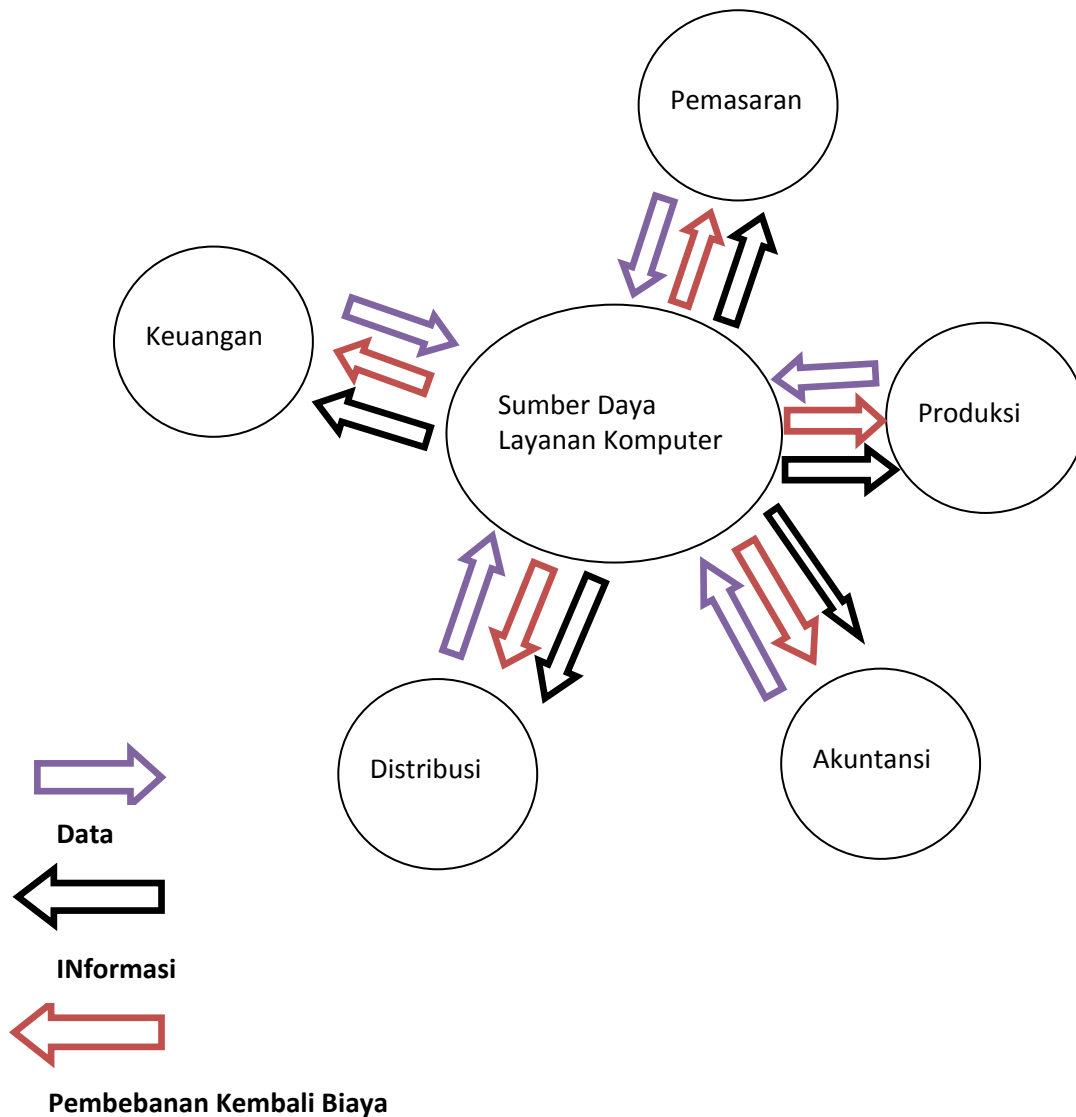 Pemasaran
Keuangan
Sumber Daya
Layanan Komputer
Produksi
Distribusi
Akuntansi
Data
INformasi
Pembebanan Kembali Biaya